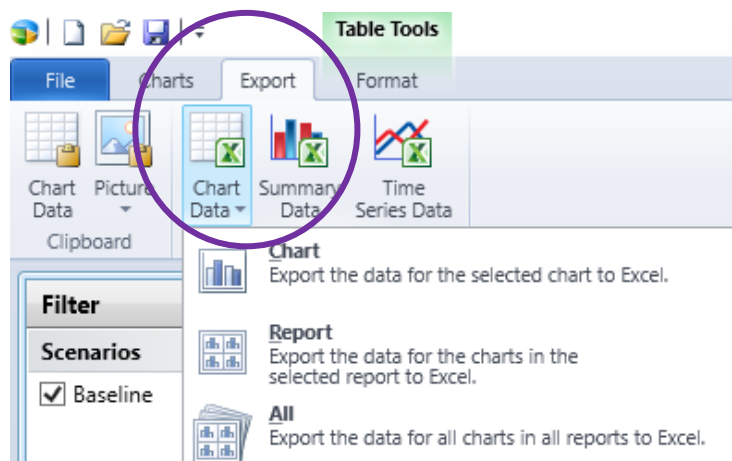 Table Tools
File Charts Export Format
Chart Data
Picture
Chart Data
Summary Data
Time Series Data
Clipboard
Chart
Export the data for the selected chart to Excel.
Report
Export the data for the charts in the
selected report to Excel.
All
Export the data for all charts in all reports to Excel.
Filter
Scenarios
Baseline